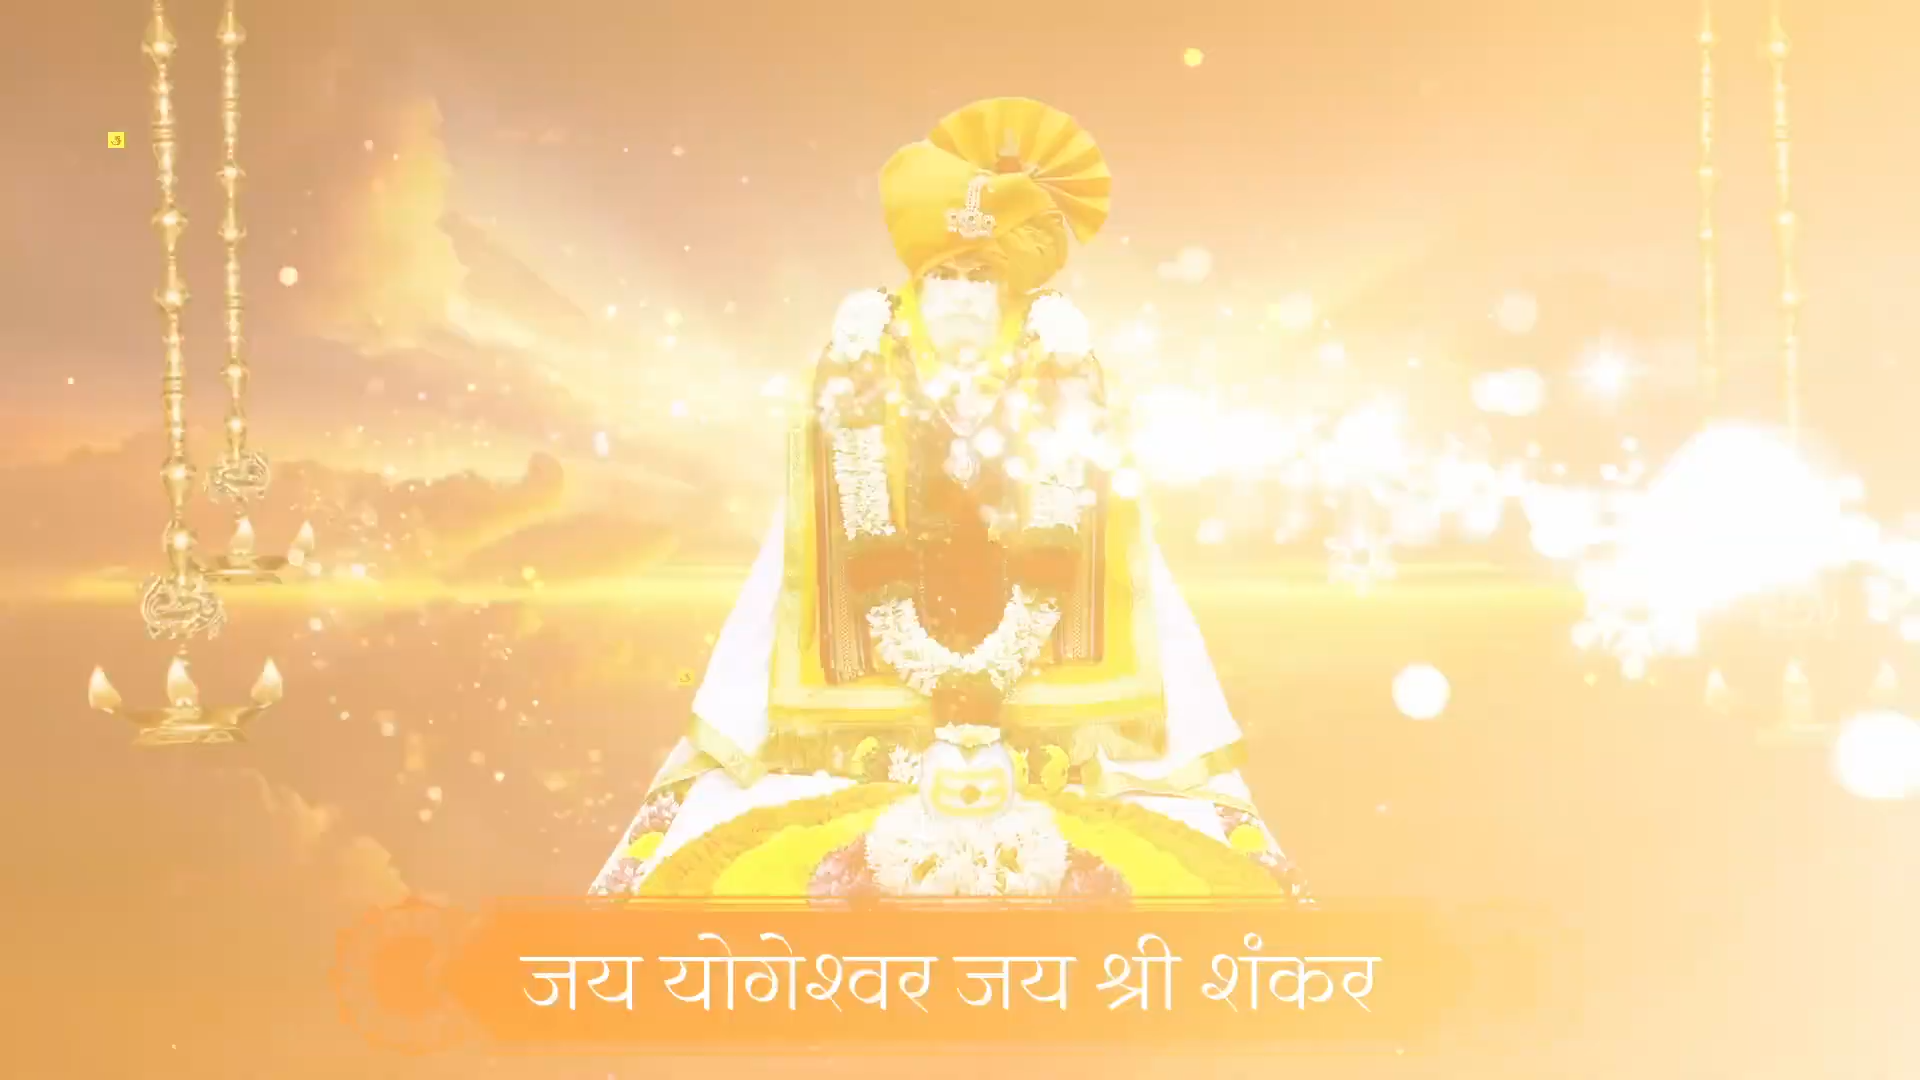 जय योगेश्वर जय श्री शंकर